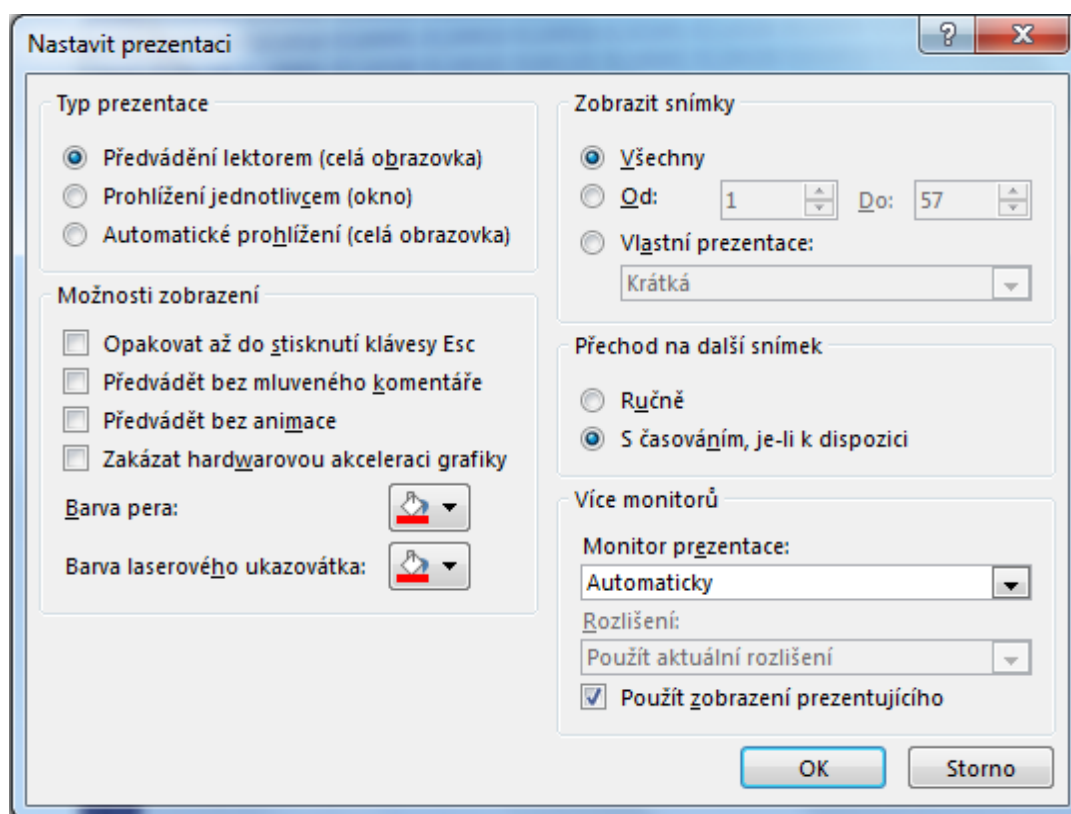 Nastavit prezentaci
Typ prezentace
Předvádění lektorem (celá obrazovka)
Prohlížení jednotlivcem (okno)
Automatické prohlížení (celá obrazovka)
Možnosti zobrazení
Opakovat až do stisknutí klávesy Esc
Předvádět bez mluveného komentáře
Předvádět bez animace
Zakázat hardwarovou akceleraci grafiky
Barva pera:
Barva laserového ukazovátka:
Zobrazit snímky
Všechny
Od: 1 Do: 57
Vlastní prezentace:
Krátká
Přechod na další snímek
Ručně
S časováním, je-li k dispozici
Více monitorů
Monitor prezentace:
Automaticky
Rozlišení:
Použít aktuální rozlišení
Použít zobrazení prezentujícího
OK Storno